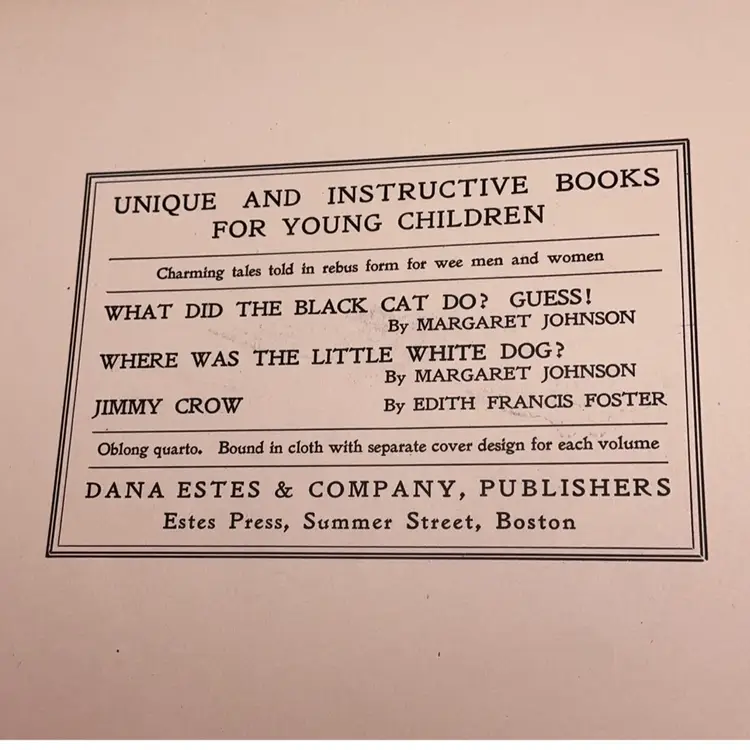 UNIQUE AND INSTRUCTIVE BOOKS
FOR YOUNG CHILDREN
Charming tales told in rebus form for wee men and women
WHAT DID THE BLACK CAT DO? GUESS!
By MARGARET JOHNSON
WHERE WAS THE LITTLE WHITE DOG?
By MARGARET JOHNSON
JIMMY CROW By EDITH FRANCIS FOSTER
Oblong quarto. Bound in cloth with separate cover design for each volume
DANA ESTES & COMPANY, PUBLISHERS
Estes Press, Summer Street, Boston